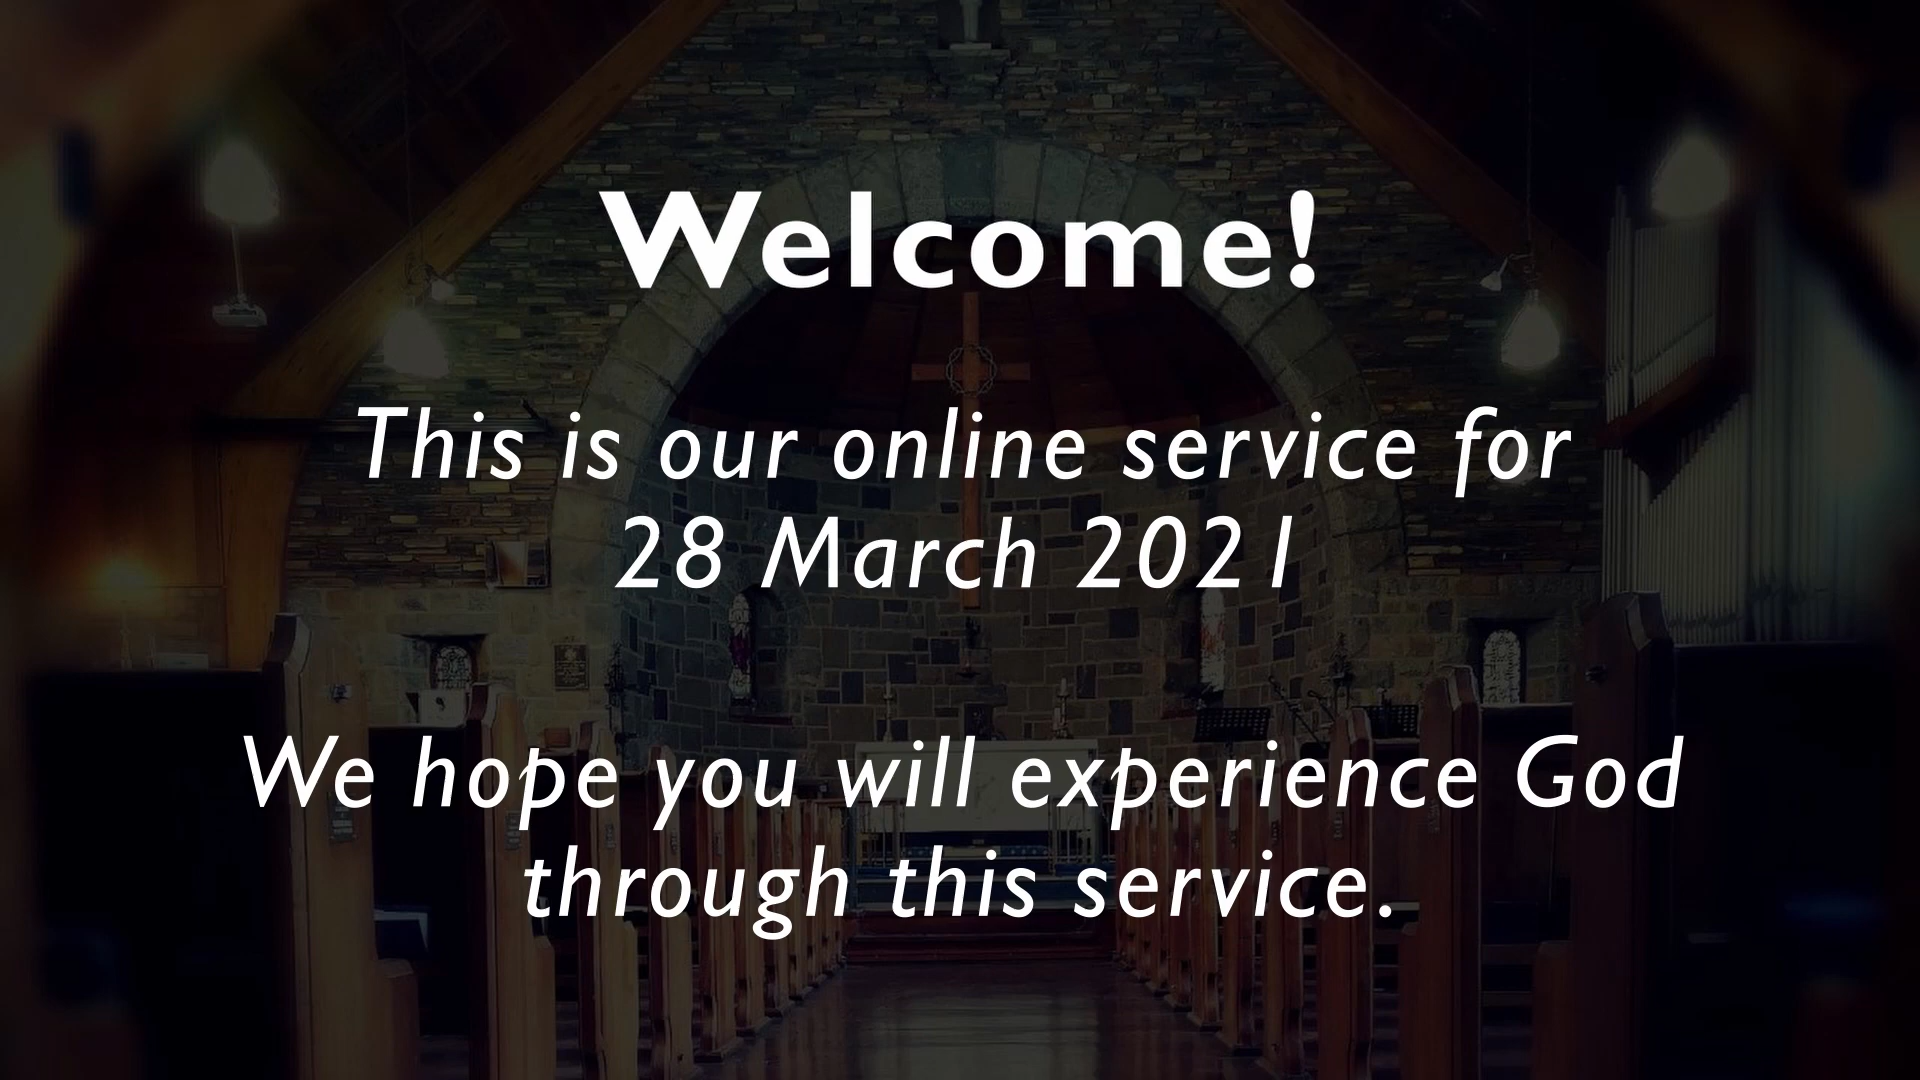 Welcome!
This is our online service for
28 March 2021
We hope you will experience God
through this service.